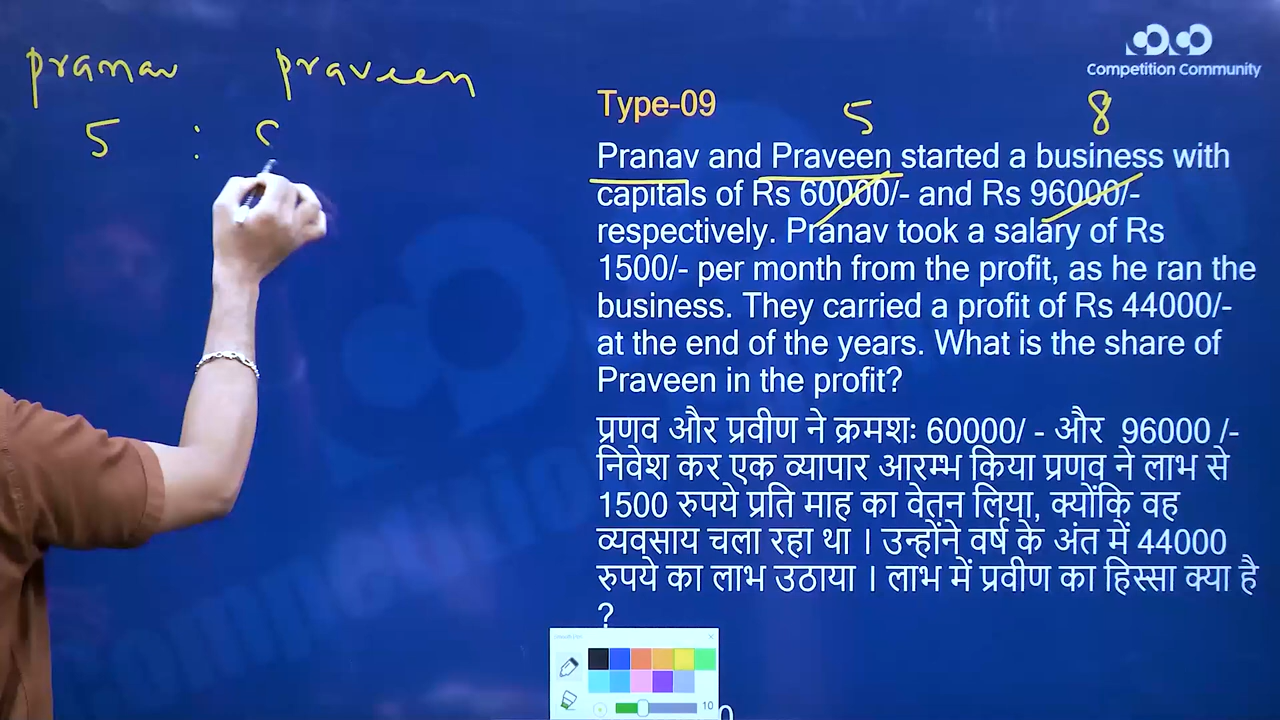 pranav praveen
5 :
Competition Community
Type-09
5 8
Pranav and Praveen started a business with
capitals of Rs 60000/- and Rs 96000/-
respectively. Pranav took a salary of Rs
1500/- per month from the profit, as he ran the
business. They carried a profit of Rs 44000/-
at the end of the years. What is the share of
Praveen in the profit?
प्रणव और प्रवीण ने क्रमशः 60000/ - और 96000 /-
निवेश कर एक व्यापार आरम्भ किया प्रणव ने लाभ से
1500 रुपये प्रति माह का वेतन लिया, क्योंकि वह
व्यवसाय चला रहा था । उन्होंने वर्ष के अंत में 44000
रुपये का लाभ उठाया । लाभ में प्रवीण का हिस्सा क्या है
?
10
0